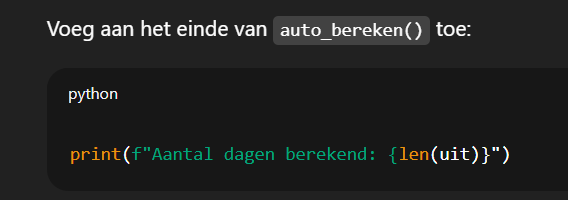 Voeg aan het einde van auto_bereken() toe:
python
print(f"Aantal dagen berekend: {len(uit)}")